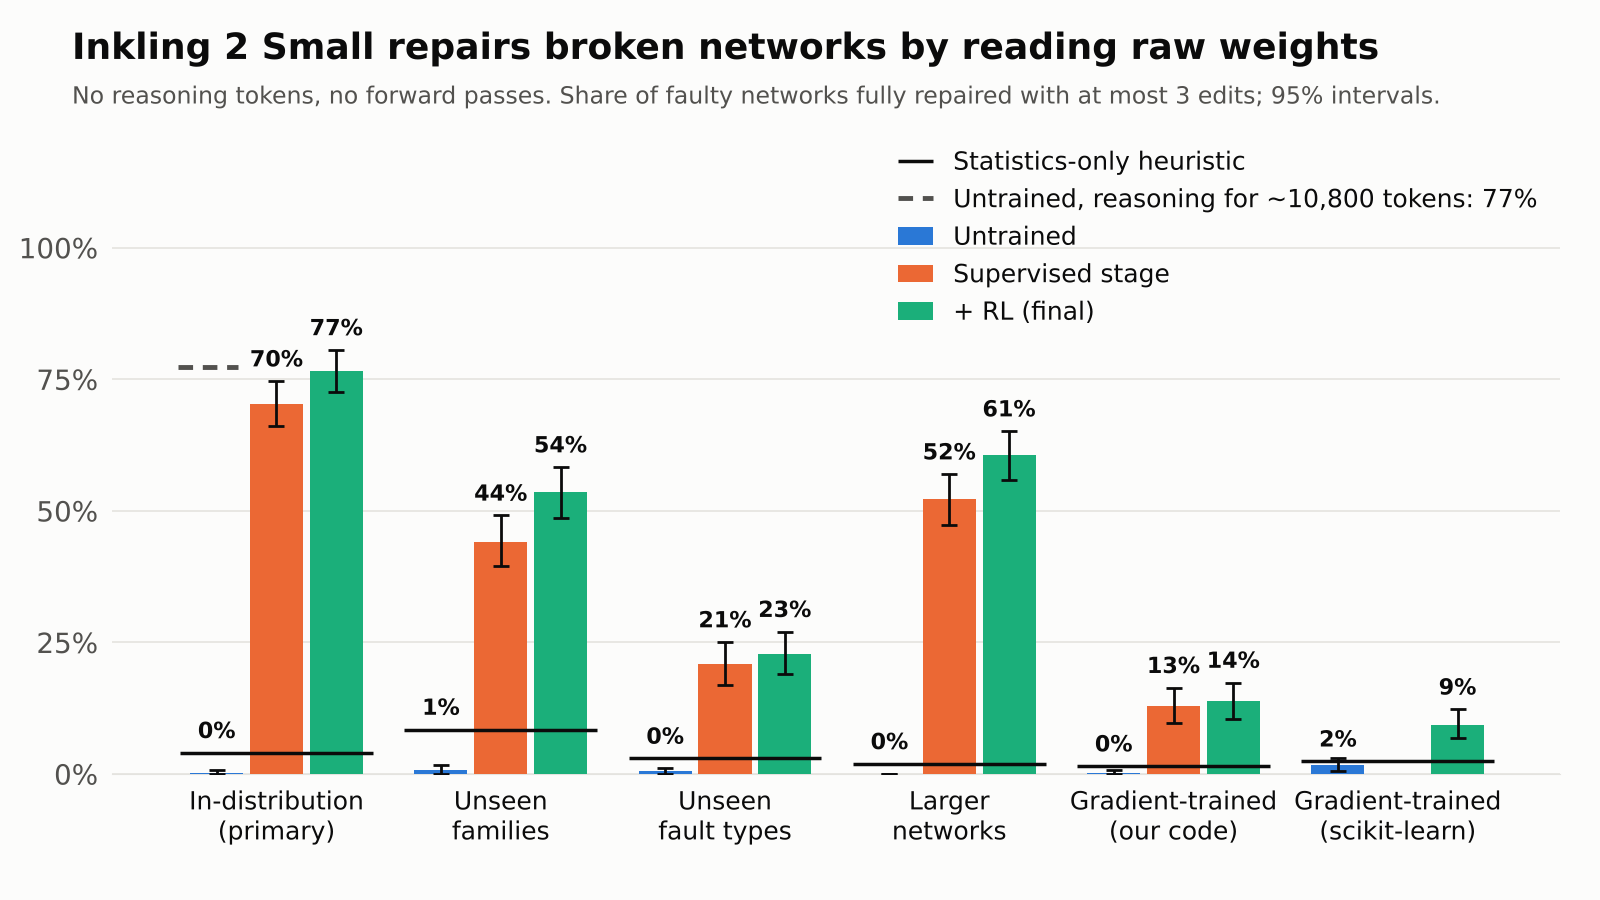 Inkling 2 Small repairs broken networks by reading raw weights
No reasoning tokens, no forward passes. Share of faulty networks fully repaired with at most 3 edits; 95% intervals.
Statistics-only heuristic
Untrained, reasoning for ~10,800 tokens: 77%
Untrained
Supervised stage
+ RL (final)
100%
75%
50%
25%
0%
0%
70%
77%
1%
44%
54%
0%
21%
23%
0%
52%
61%
0%
13%
14%
2%
9%
In-distribution
(primary)
Unseen
families
Unseen
fault types
Larger
networks
Gradient-trained
(our code)
Gradient-trained
(scikit-learn)